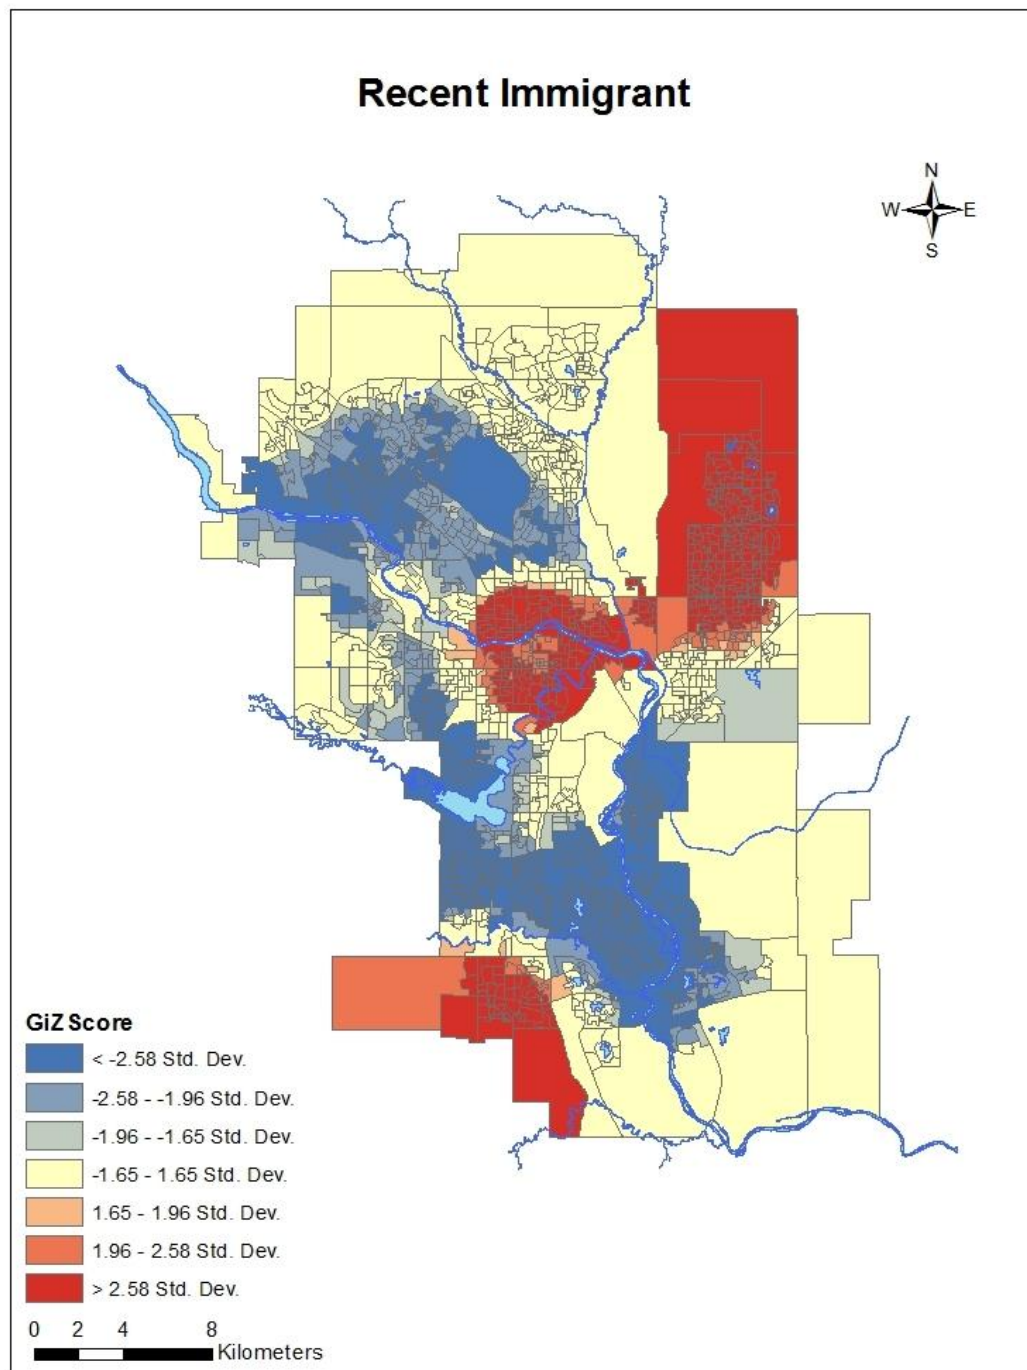 Recent Immigrant
N
W E
S
GiZ Score
< -2.58 Std. Dev.
-2.58 - -1.96 Std. Dev.
-1.96 - -1.65 Std. Dev.
-1.65 - 1.65 Std. Dev.
1.65 - 1.96 Std. Dev.
1.96 - 2.58 Std. Dev.
> 2.58 Std. Dev.
0 2 4 8
Kilometers